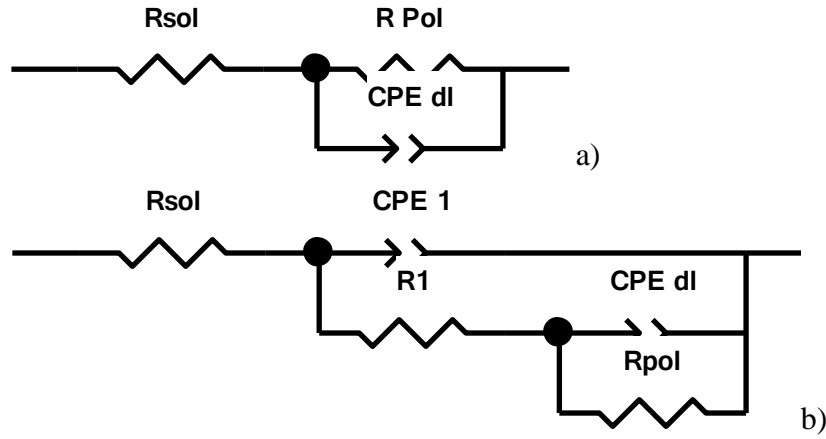 Rsol R Pol
CPE dl
a)
Rsol CPE 1
R1 CPE dl
Rpol
b)